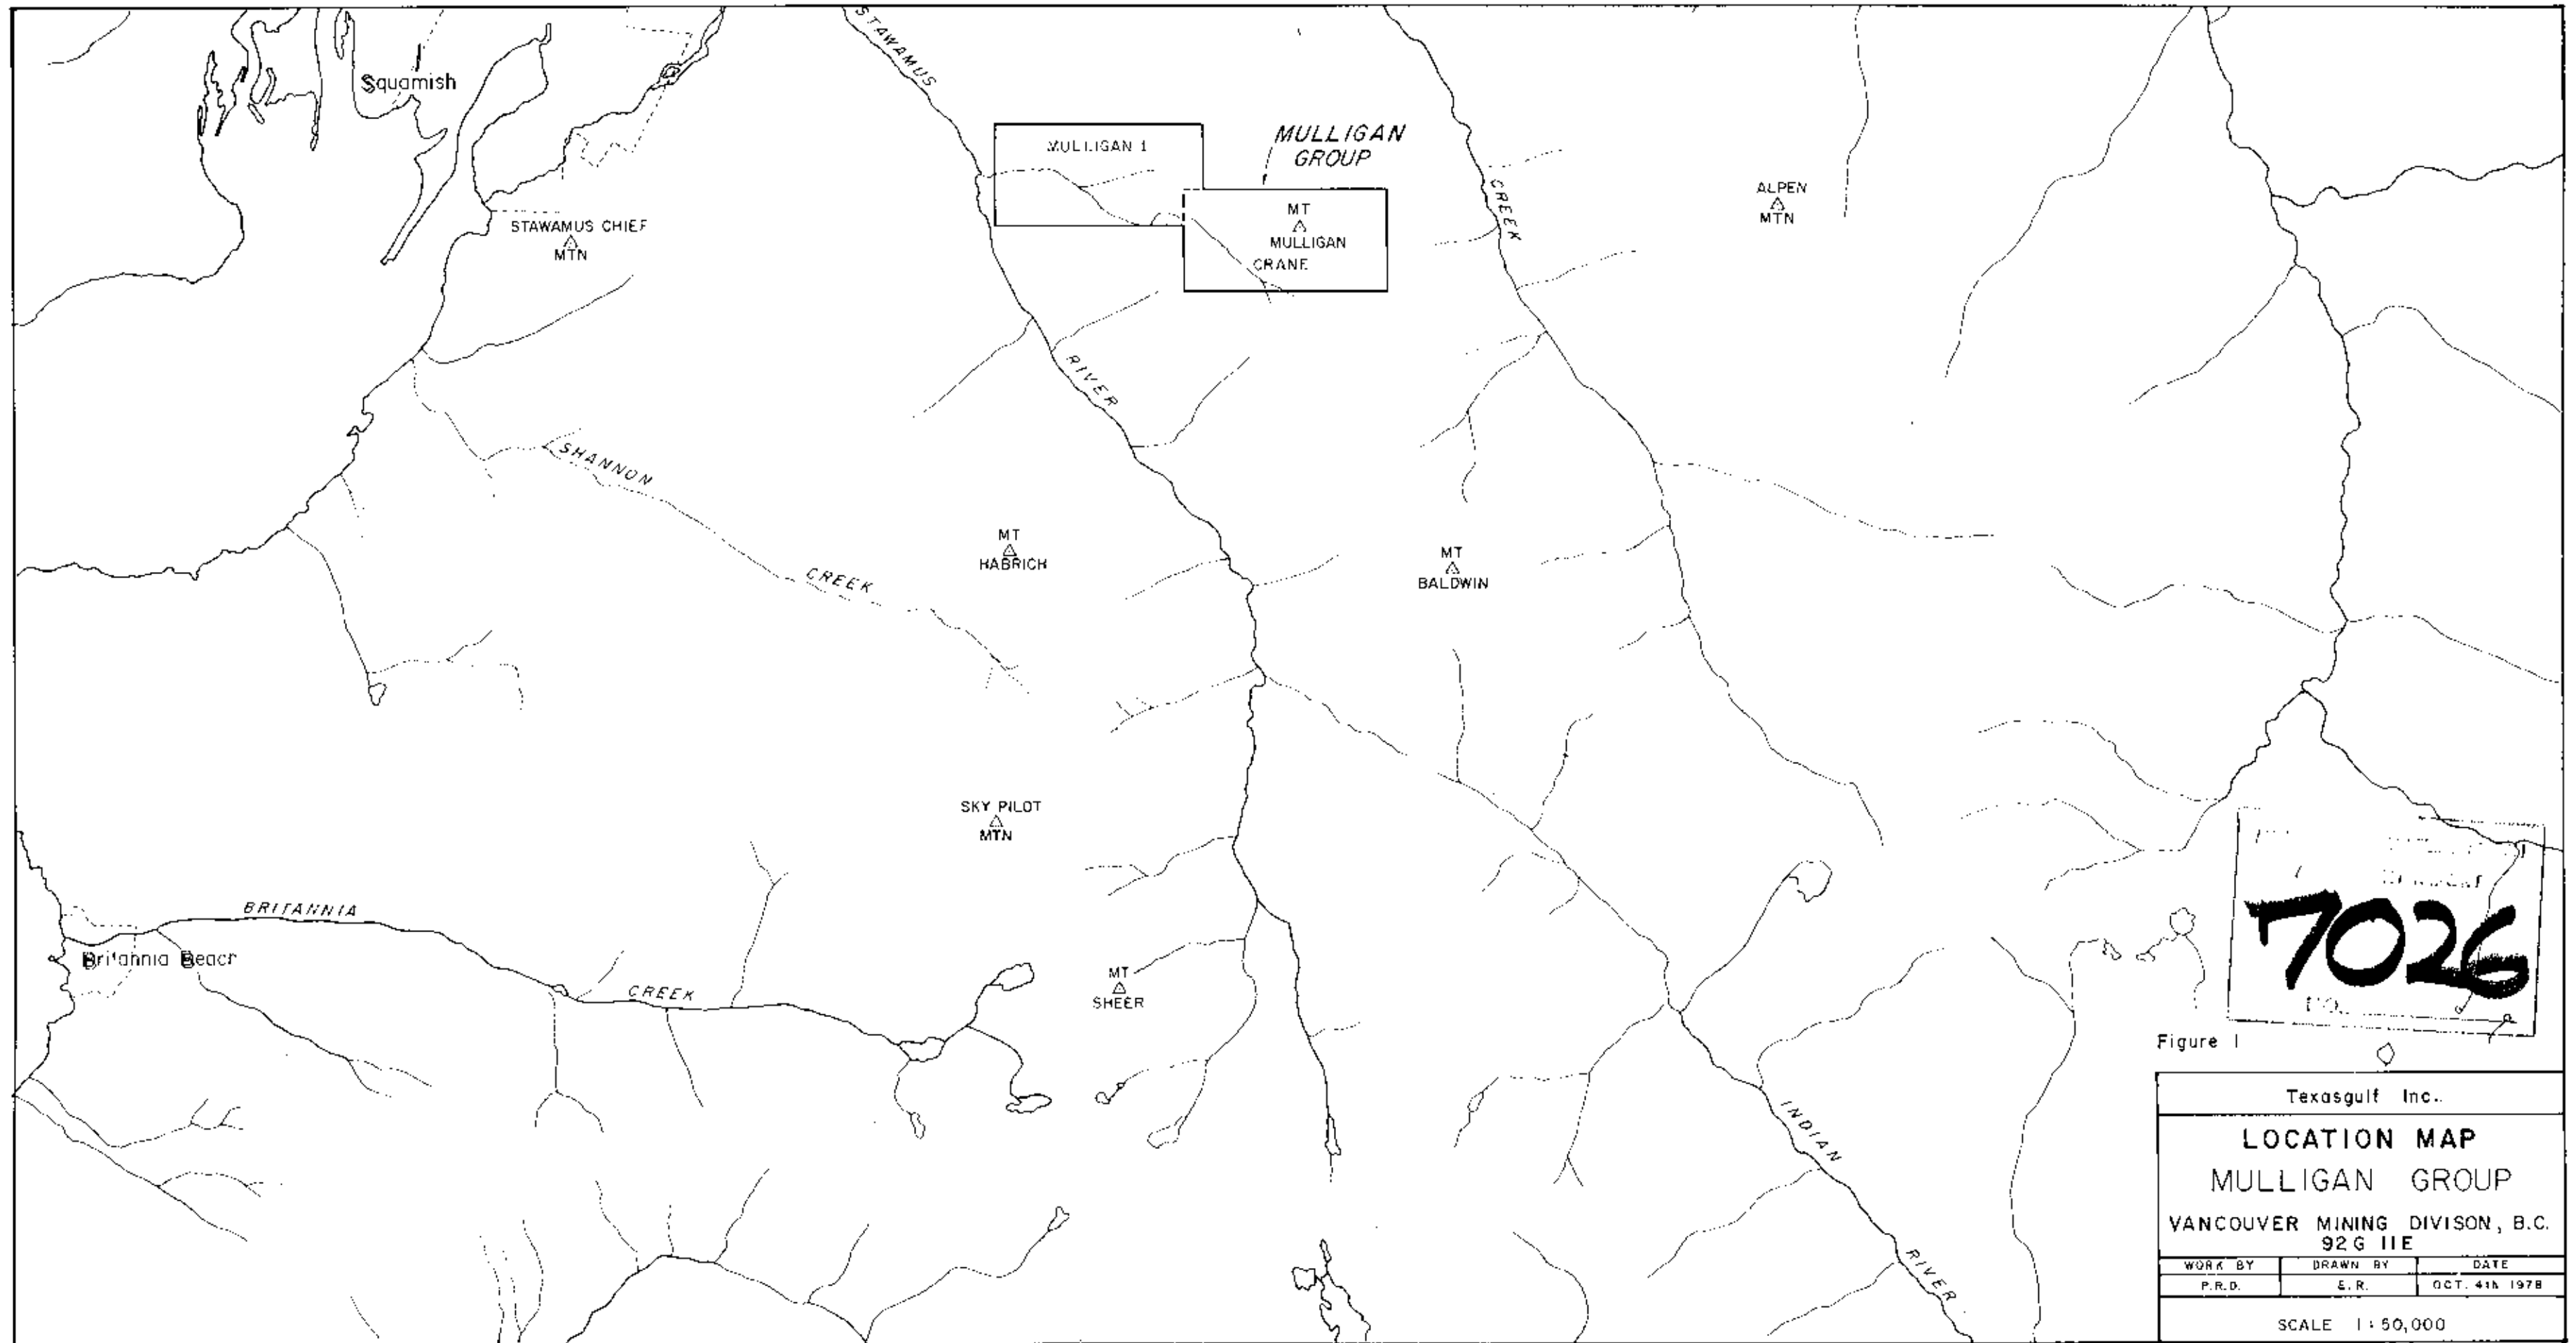 STAWAMUS
Squamish
MULLIGAN 1
MULLIGAN
GROUP
CREEK
ALPEN
MTN
MT
MULLIGAN
CRANE
STAWAMUS CHIEF
MTN
RIVER
SHANNON
CREEK
MT
HABRICH
MT
BALDWIN
SKY PILOT
MTN
BRITANNIA
Britannia Beach
CREEK
MT
SHEER
INDIAN
RIVER
7026
NO.
Figure 1
Texasgulf Inc.
LOCATION MAP
MULLIGAN GROUP
VANCOUVER MINING DIVISON, B.C.
92G 11E
WORK BY DRAWN BY DATE
P.R.D. E.R. OCT. 4th 1978
SCALE 1:50,000